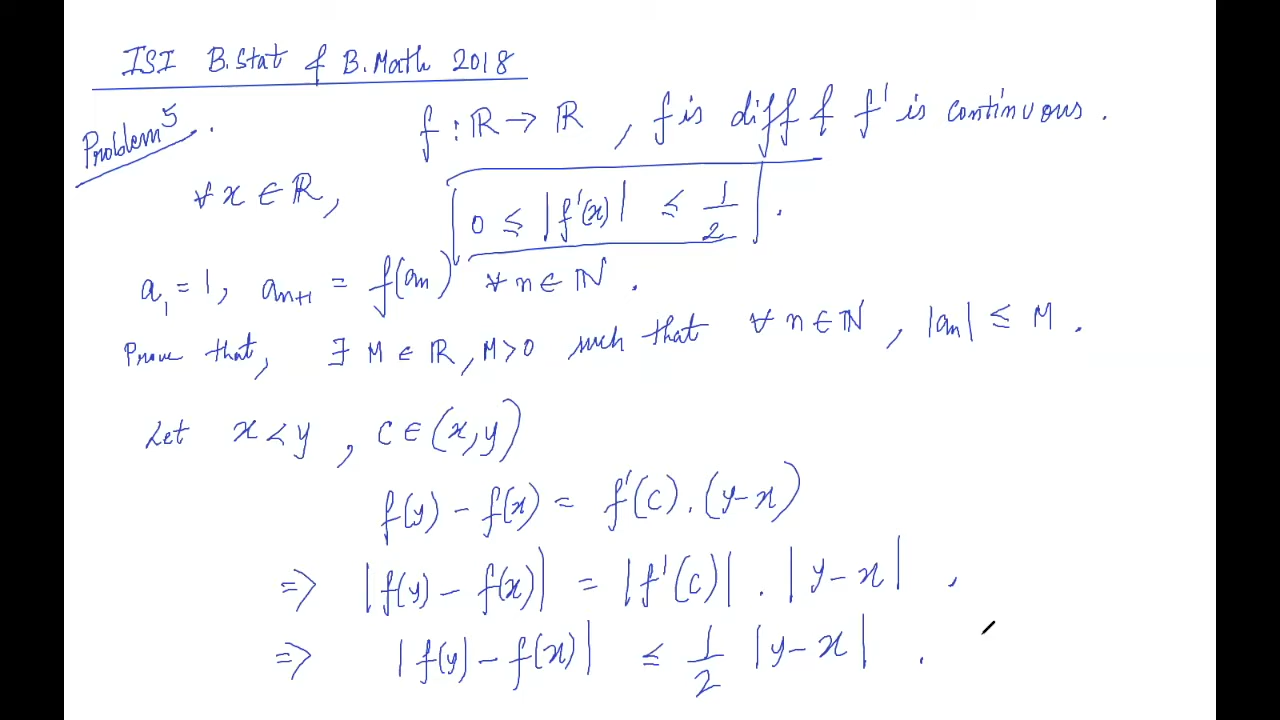 ISI B.Stat & B.Math 2018
Problem 5.
f : ℝ → ℝ , f is diff & f' is continuous.
∀ x ∈ ℝ, 0 ≤ |f'(x)| ≤ 1/2 .
a₁ = 1, aₙ₊₁ = f(aₙ) ∀ n ∈ ℕ .
Prove that, ∃ M ∈ ℝ, M>0 such that ∀ n ∈ ℕ , |aₙ| ≤ M .
Let x < y , c ∈ (x,y)
f(y) – f(x) = f'(c) . (y–x)
⇒ |f(y) – f(x)| = |f'(c)| . |y–x| ,
⇒ |f(y) – f(x)| ≤ 1/2 |y–x| .